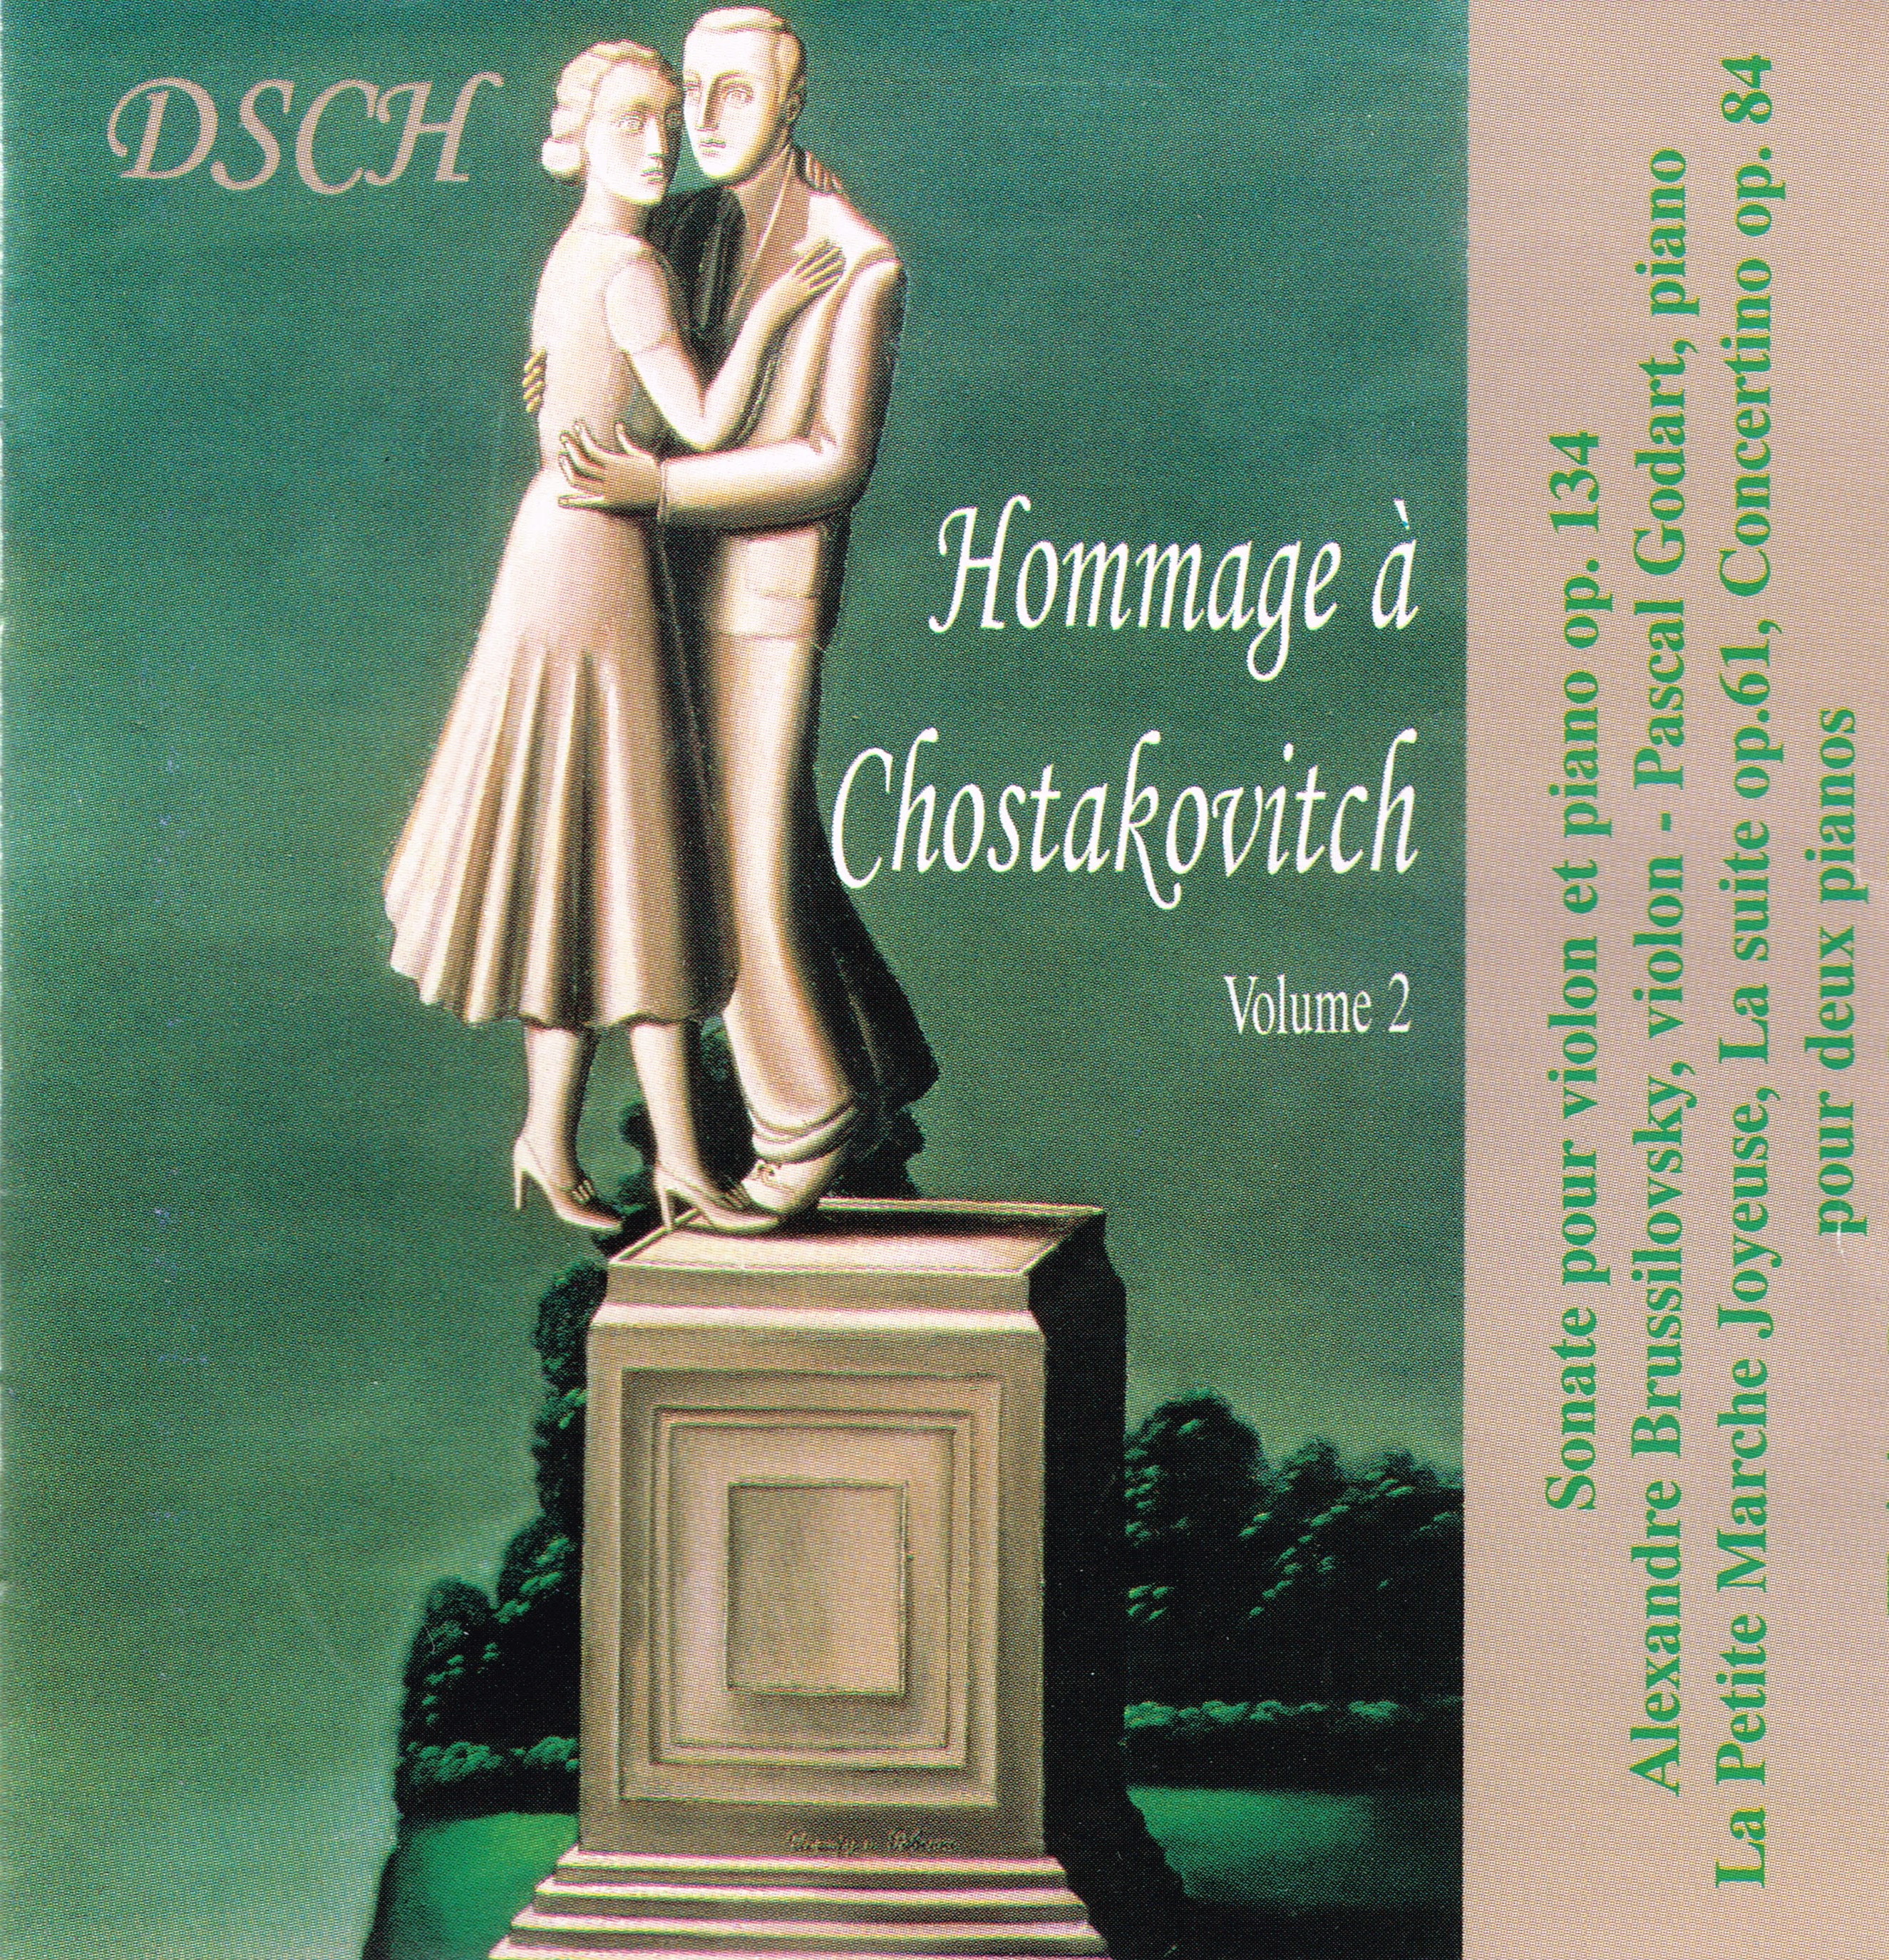 DSCH
Hommage à
Chostakovitch
Volume 2
Sonate pour violon et piano op. 134
Alexandre Brussilovsky, violon - Pascal Godart, piano
La Petite Marche Joyeuse, La suite op.61, Concertino op. 84
pour deux pianos